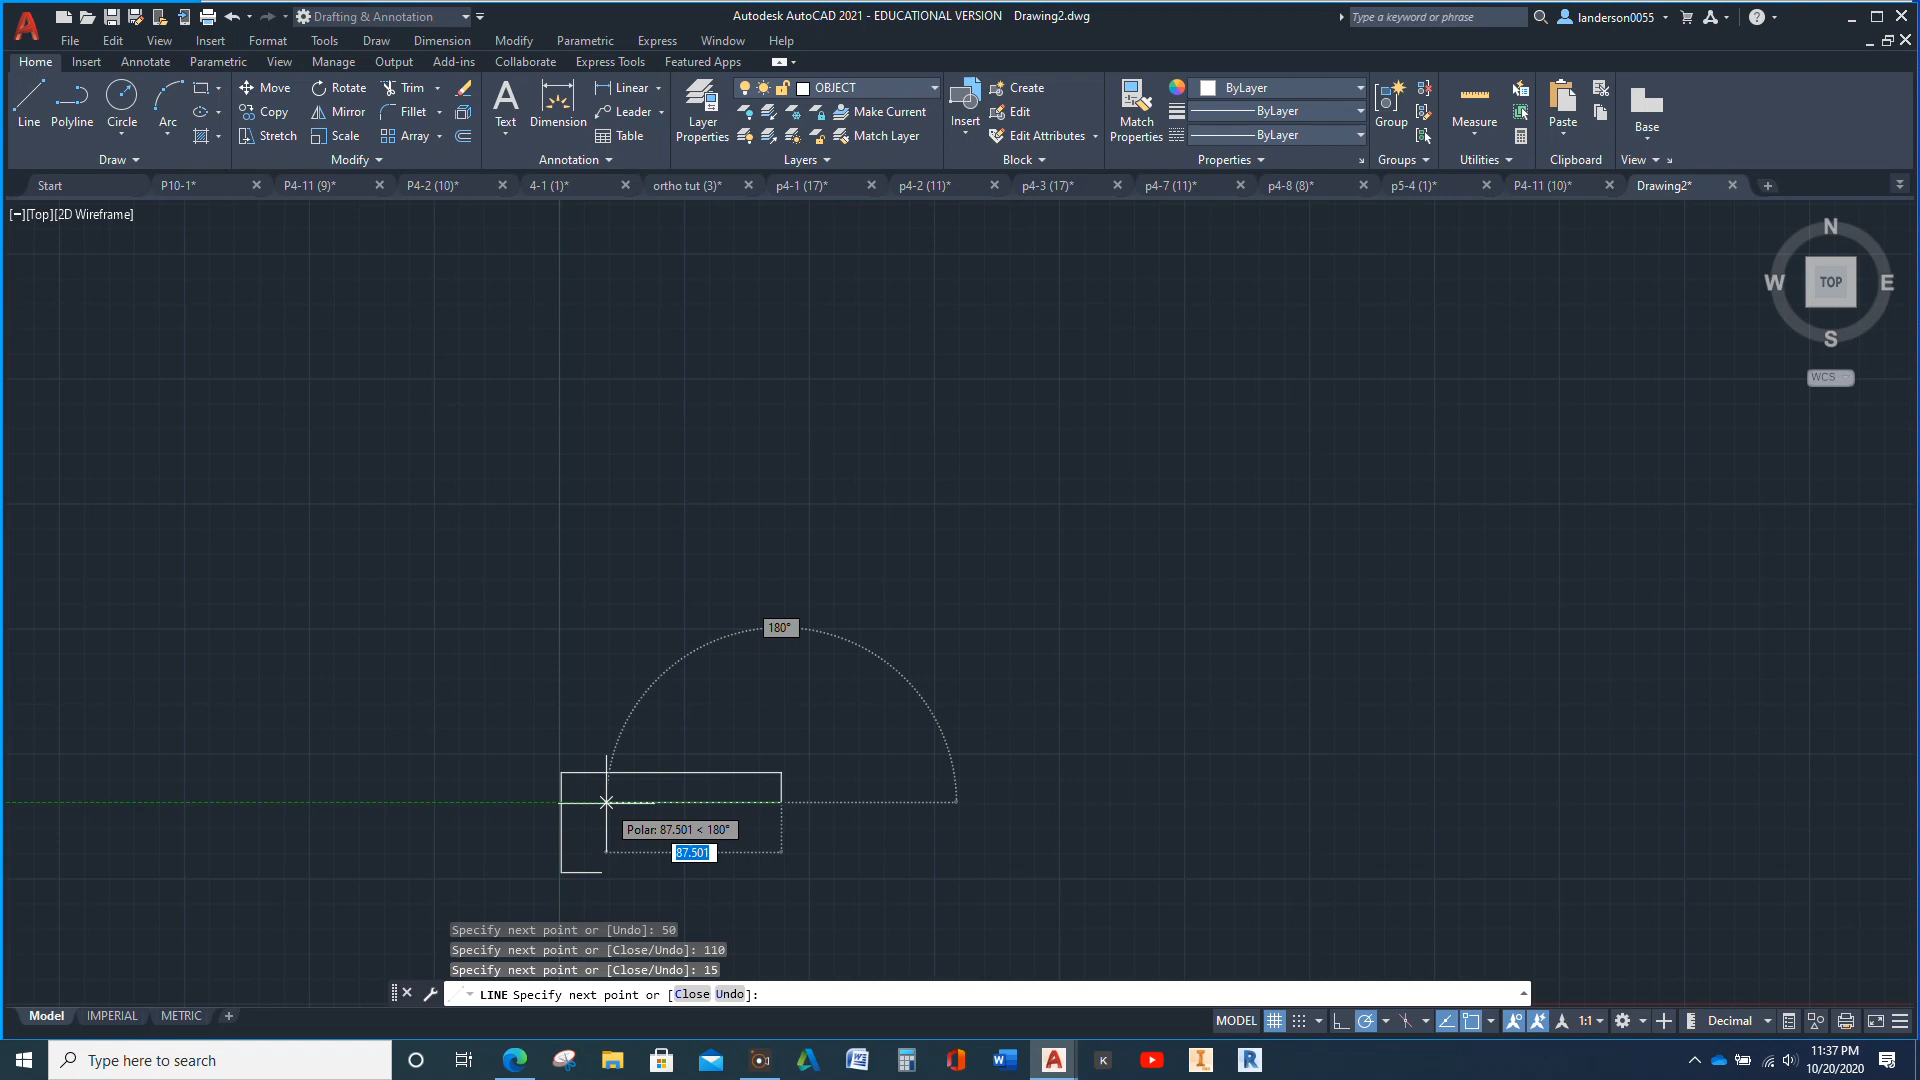 Drafting & Annotation
Autodesk AutoCAD 2021 - EDUCATIONAL VERSION Drawing2.dwg
Type a keyword or phrase
landerson0055
File Edit View Insert Format Tools Draw Dimension Modify Parametric Express Window Help
Home Insert Annotate Parametric View Manage Output Add-ins Collaborate Express Tools Featured Apps
Line Polyline Circle Arc
Move Rotate Trim
Copy Mirror Fillet
Stretch Scale Array
Text Dimension
Linear
Leader
Table
Layer Properties
OBJECT
Make Current
Match Layer
Insert
Create
Edit
Edit Attributes
Match Properties
ByLayer
ByLayer
ByLayer
Group
Measure
Paste
Base
Draw Modify Annotation Layers Block Properties Groups Utilities Clipboard View
Start P10-1* P4-11 (9)* P4-2 (10)* 4-1 (1)* ortho tut (3)* p4-1 (17)* p4-2 (11)* p4-3 (17)* p4-7 (11)* p4-8 (8)* p5-4 (1)* P4-11 (10)* Drawing2*
[−][Top][2D Wireframe]
N
W TOP E
S
WCS
180°
Polar: 87.501 < 180°
87.501
Specify next point or [Undo]: 50
Specify next point or [Close/Undo]: 110
Specify next point or [Close/Undo]: 15
LINE Specify next point or [Close Undo]:
Model IMPERIAL METRIC
MODEL 1:1 Decimal
Type here to search
11:37 PM
10/20/2020